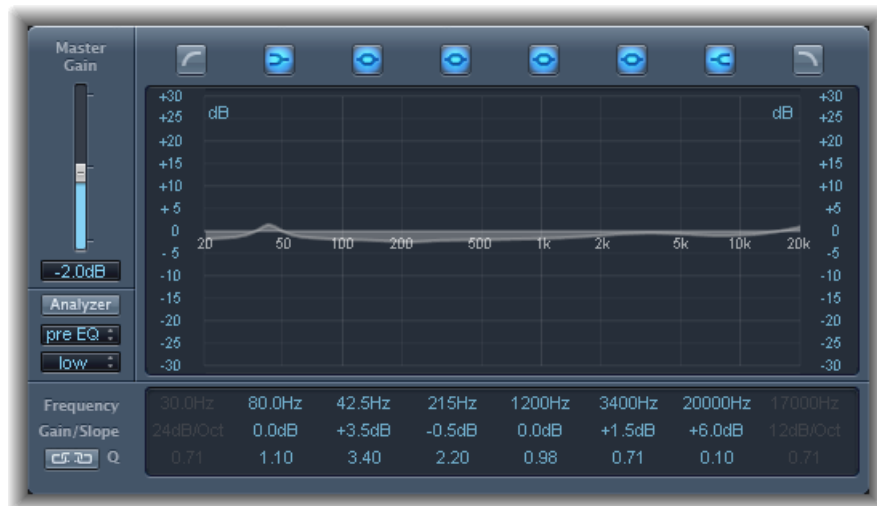 Master
Gain
+30 +30
+25 dB dB +25
+20 +20
+15 +15
+10 +10
+5 +5
0 0
20 50 100 200 500 1k 2k 5k 10k 20k
-5 -5
-2.0dB
-10 -10
Analyzer
-15 -15
-20 -20
pre EQ
-25 -25
low
-30 -30
Frequency 30.0Hz 80.0Hz 42.5Hz 215Hz 1200Hz 3400Hz 20000Hz 17000Hz
Gain/Slope 24dB/Oct 0.0dB +3.5dB -0.5dB 0.0dB +1.5dB +6.0dB 12dB/Oct
Q 0.71 1.10 3.40 2.20 0.98 0.71 0.10 0.71